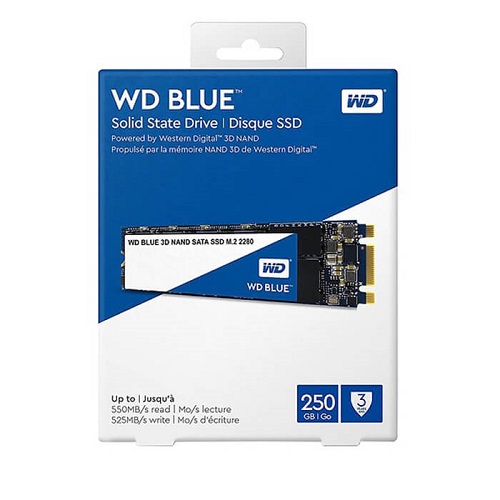 WD BLUE™
WD
Solid State Drive | Disque SSD
Powered by Western Digital™ 3D NAND
Propulsé par la mémoire NAND 3D de Western Digital™
WD BLUE 3D NAND SATA SSD M.2 2280
WD
WD BLUE™
Up to | Jusqu'à
550MB/s read | Mo/s lecture
525MB/s write | Mo/s d'écriture
250
GB | Go
3